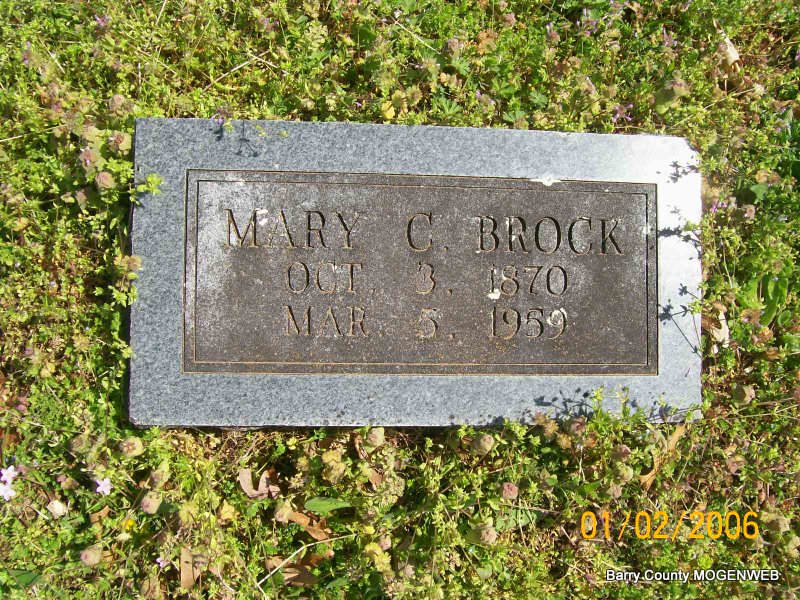 MARY C. BROCK
OCT. 3. 1870
MAR. 5. 1959
01/02/2006
Barry County MOGENWEB